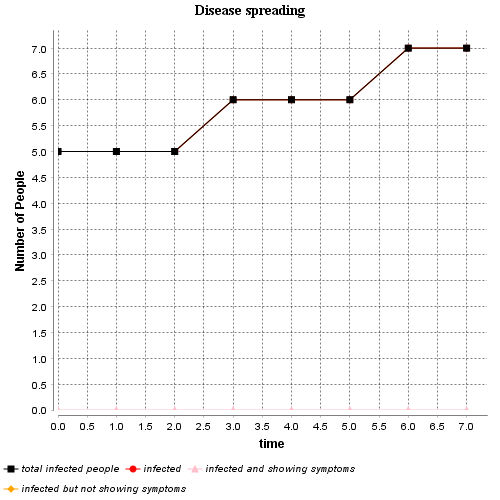 Disease spreading
7.0
6.5
6.0
5.5
5.0
4.5
4.0
3.5
3.0
2.5
2.0
1.5
1.0
0.5
0.0
Number of People
0.0 0.5 1.0 1.5 2.0 2.5 3.0 3.5 4.0 4.5 5.0 5.5 6.0 6.5 7.0
time
total infected people infected infected and showing symptoms
infected but not showing symptoms